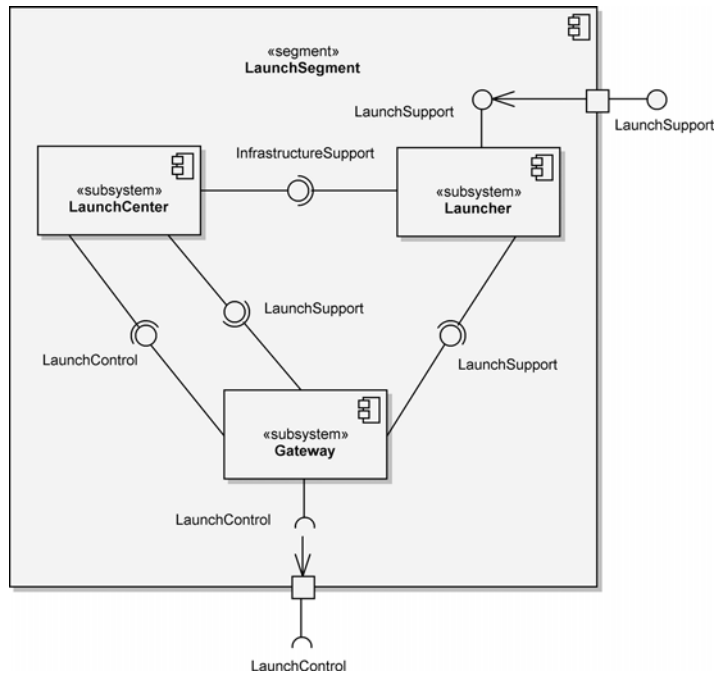 «segment»
LaunchSegment
LaunchSupport
LaunchSupport
InfrastructureSupport
«subsystem»
LaunchCenter
«subsystem»
Launcher
LaunchSupport
LaunchControl
LaunchSupport
«subsystem»
Gateway
LaunchControl
LaunchControl